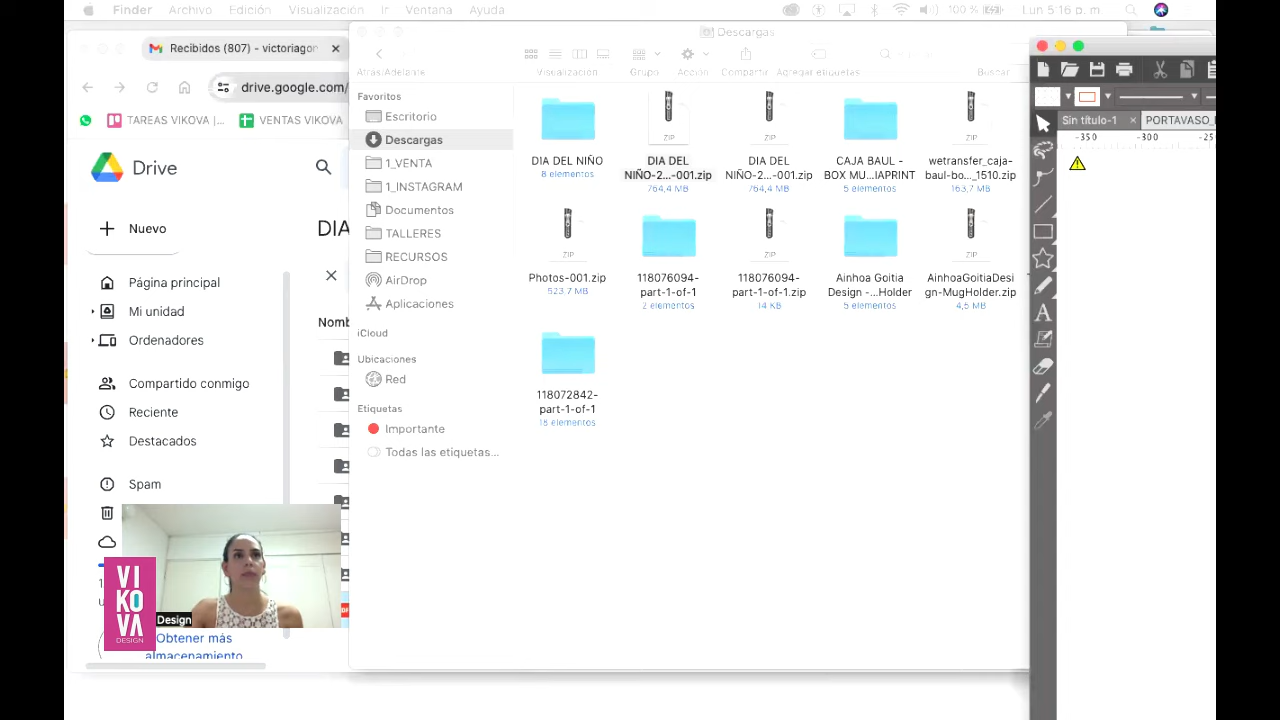 Finder Archivo Edición Visualización Ir Ventana Ayuda 100 % Lun 5:16 p. m.
Recibidos (807) - victoriagon
drive.google.com/
TAREAS VIKOVA |... VENTAS VIKOVA
Drive
Nuevo
DIA
Página principal
Mi unidad
Nomb
Ordenadores
Compartido conmigo
Reciente
Destacados
Spam
Obtener más
almacenamiento
VI
KO
VA
DESIGN
Design
Descargas
Atrás/Adelante Visualización Grupo Acción Compartir Agregar etiquetas Buscar
Favoritos
Escritorio
Descargas
1_VENTA
1_INSTAGRAM
Documentos
TALLERES
RECURSOS
AirDrop
Aplicaciones
iCloud
Ubicaciones
Red
Etiquetas
Importante
Todas las etiquetas...
ZIP ZIP ZIP
DIA DEL NIÑO
8 elementos
DIA DEL
NIÑO-2...-001.zip
764,4 MB
DIA DEL
NIÑO-2...-001.zip
764,4 MB
CAJA BAUL -
BOX MU...IAPRINT
5 elementos
wetransfer_caja-
baul-bo..._1510.zip
163,7 MB
ZIP ZIP ZIP
Photos-001.zip
523,7 MB
118076094-
part-1-of-1
2 elementos
118076094-
part-1-of-1.zip
14 KB
Ainhoa Goitia
Design -...Holder
5 elementos
AinhoaGoitiaDesi
gn-MugHolder.zip
4,5 MB
118072842-
part-1-of-1
18 elementos
Sin título-1 PORTAVASO_
-350 -300 -25
A